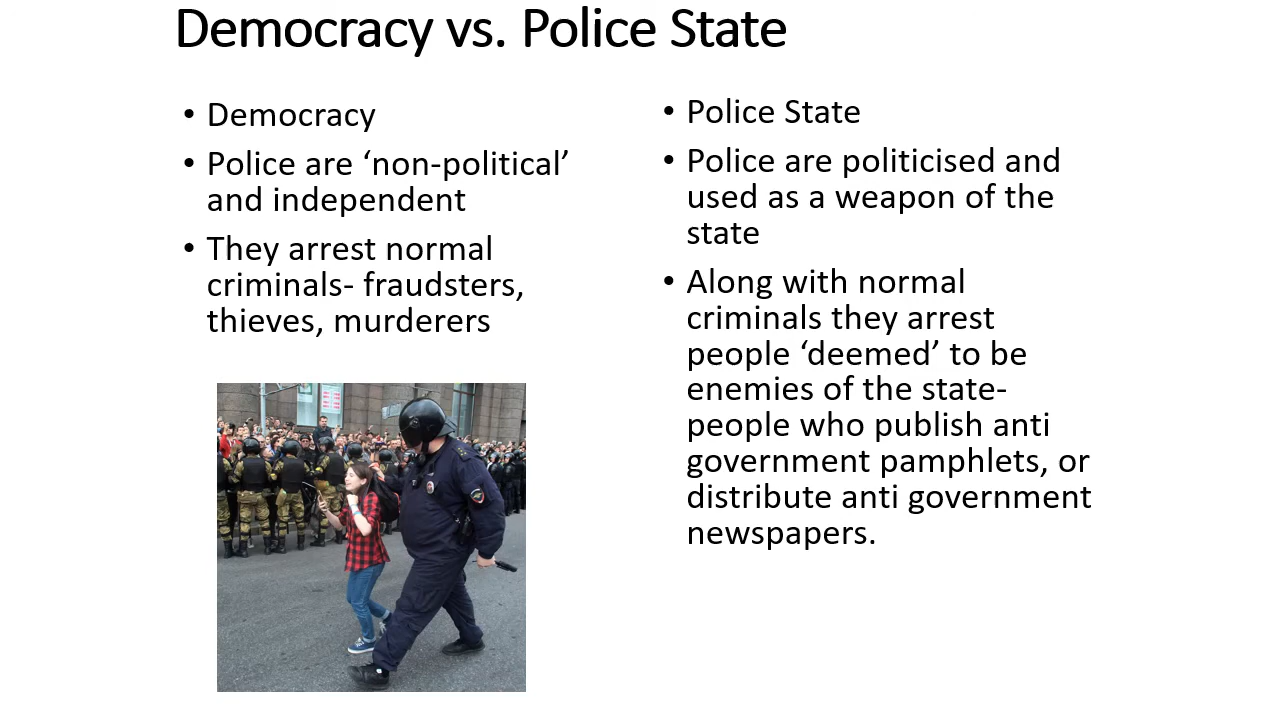 Democracy vs. Police State
• Democracy
• Police are ‘non-political’
and independent
• They arrest normal
criminals- fraudsters,
thieves, murderers
• Police State
• Police are politicised and
used as a weapon of the
state
• Along with normal
criminals they arrest
people ‘deemed’ to be
enemies of the state-
people who publish anti
government pamphlets, or
distribute anti government
newspapers.